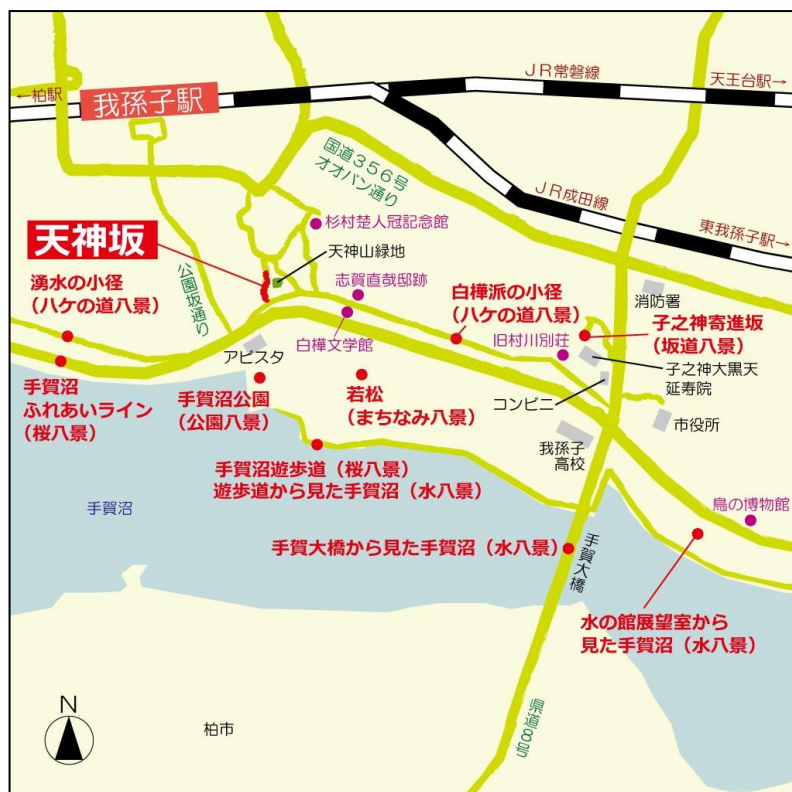 JR常磐線
天王台駅→
←柏駅
我孫子駅
国道356号
オオバン通り
JR成田線
東我孫子駅→
杉村楚人冠記念館
天神坂
天神山緑地
公園坂通り
湧水の小径
(ハケの道八景)
志賀直哉邸跡
白樺派の小径
(ハケの道八景)
消防署
子之神寄進坂
(坂道八景)
白樺文学館
旧村川別荘
アビスタ
子之神大黒天
延寿院
手賀沼
ふれあいライン
(桜八景)
手賀沼公園
(公園八景)
若松
(まちなみ八景)
コンビニ
市役所
我孫子
高校
手賀沼遊歩道(桜八景)
遊歩道から見た手賀沼(水八景)
手賀沼
鳥の博物館
手賀大橋から見た手賀沼(水八景)
手賀大橋
水の館展望室から
見た手賀沼(水八景)
県道8号
N
柏市